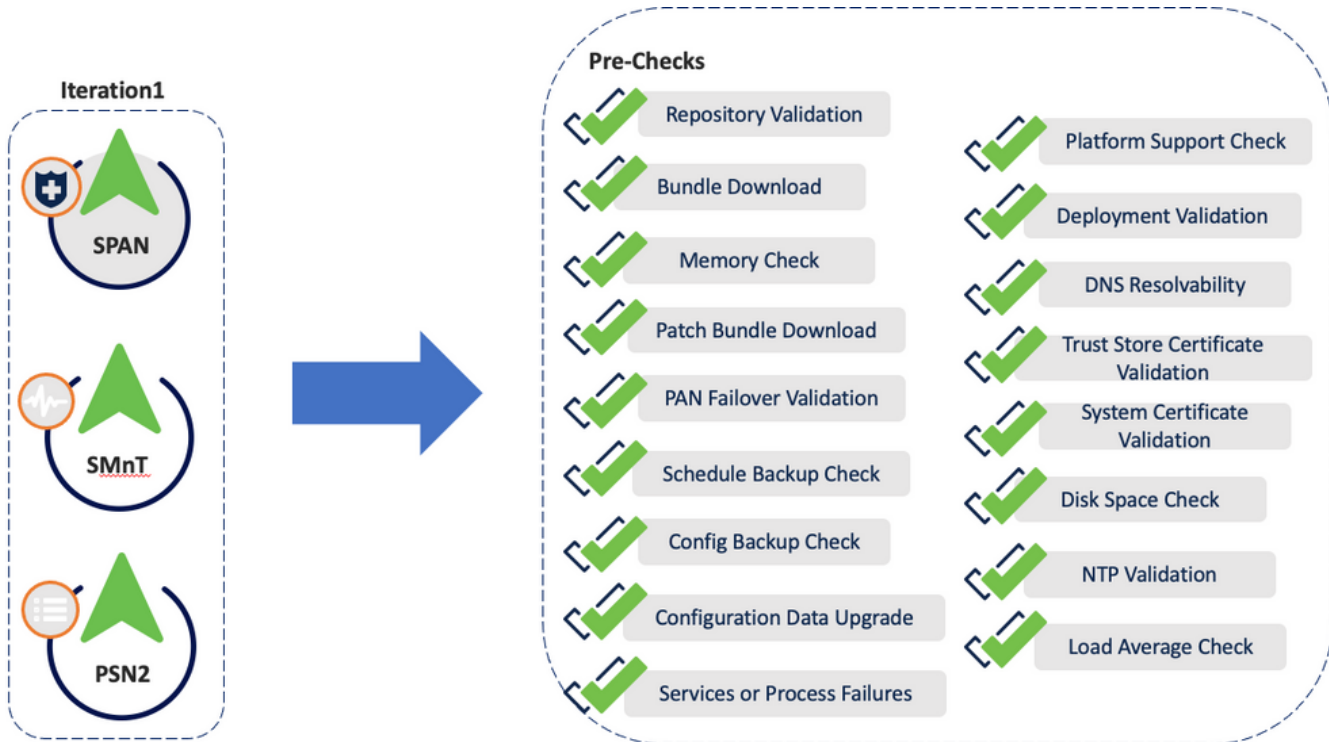 Iteration1
SPAN
SMnT
PSN2
Pre-Checks
Repository Validation
Bundle Download
Memory Check
Patch Bundle Download
PAN Failover Validation
Schedule Backup Check
Config Backup Check
Configuration Data Upgrade
Services or Process Failures
Platform Support Check
Deployment Validation
DNS Resolvability
Trust Store Certificate
Validation
System Certificate
Validation
Disk Space Check
NTP Validation
Load Average Check